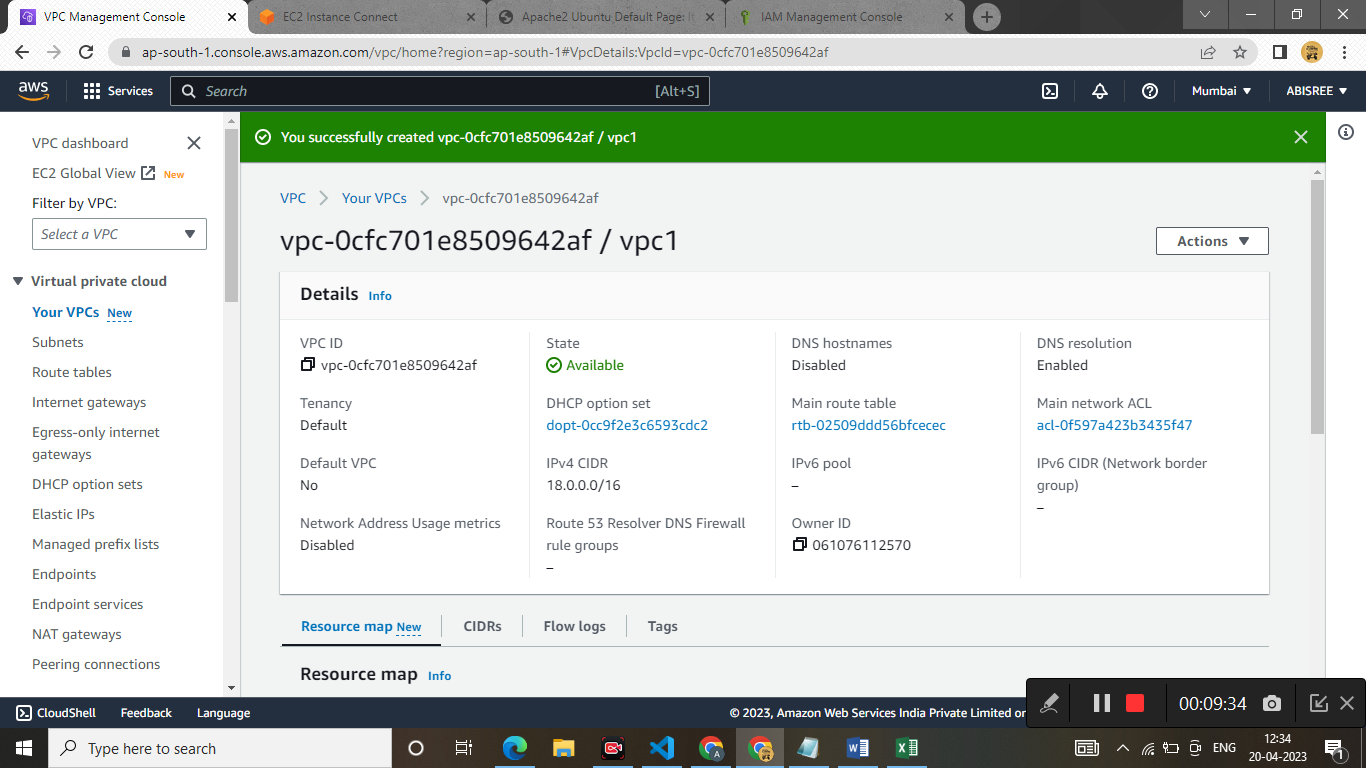 VPC Management Console
EC2 Instance Connect
Apache2 Ubuntu Default Page: It
IAM Management Console
ap-south-1.console.aws.amazon.com/vpc/home?region=ap-south-1#VpcDetails:VpcId=vpc-0cfc701e8509642af
aws
Services
Search
[Alt+S]
Mumbai
ABISREE
VPC dashboard
EC2 Global View New
Filter by VPC:
Select a VPC
Virtual private cloud
Your VPCs New
Subnets
Route tables
Internet gateways
Egress-only internet
gateways
DHCP option sets
Elastic IPs
Managed prefix lists
Endpoints
Endpoint services
NAT gateways
Peering connections
You successfully created vpc-0cfc701e8509642af / vpc1
VPC
Your VPCs
vpc-0cfc701e8509642af
vpc-0cfc701e8509642af / vpc1
Actions
Details Info
VPC ID
vpc-0cfc701e8509642af
State
Available
DNS hostnames
Disabled
DNS resolution
Enabled
Tenancy
Default
DHCP option set
dopt-0cc9f2e3c6593cdc2
Main route table
rtb-02509ddd56bfcecec
Main network ACL
acl-0f597a423b3435f47
Default VPC
No
IPv4 CIDR
18.0.0.0/16
IPv6 pool
–
IPv6 CIDR (Network border
group)
–
Network Address Usage metrics
Disabled
Route 53 Resolver DNS Firewall
rule groups
–
Owner ID
061076112570
Resource map New
CIDRs
Flow logs
Tags
Resource map Info
00:09:34
CloudShell
Feedback
Language
© 2023, Amazon Web Services India Private Limited or
Type here to search
ENG
12:34
20-04-2023
1